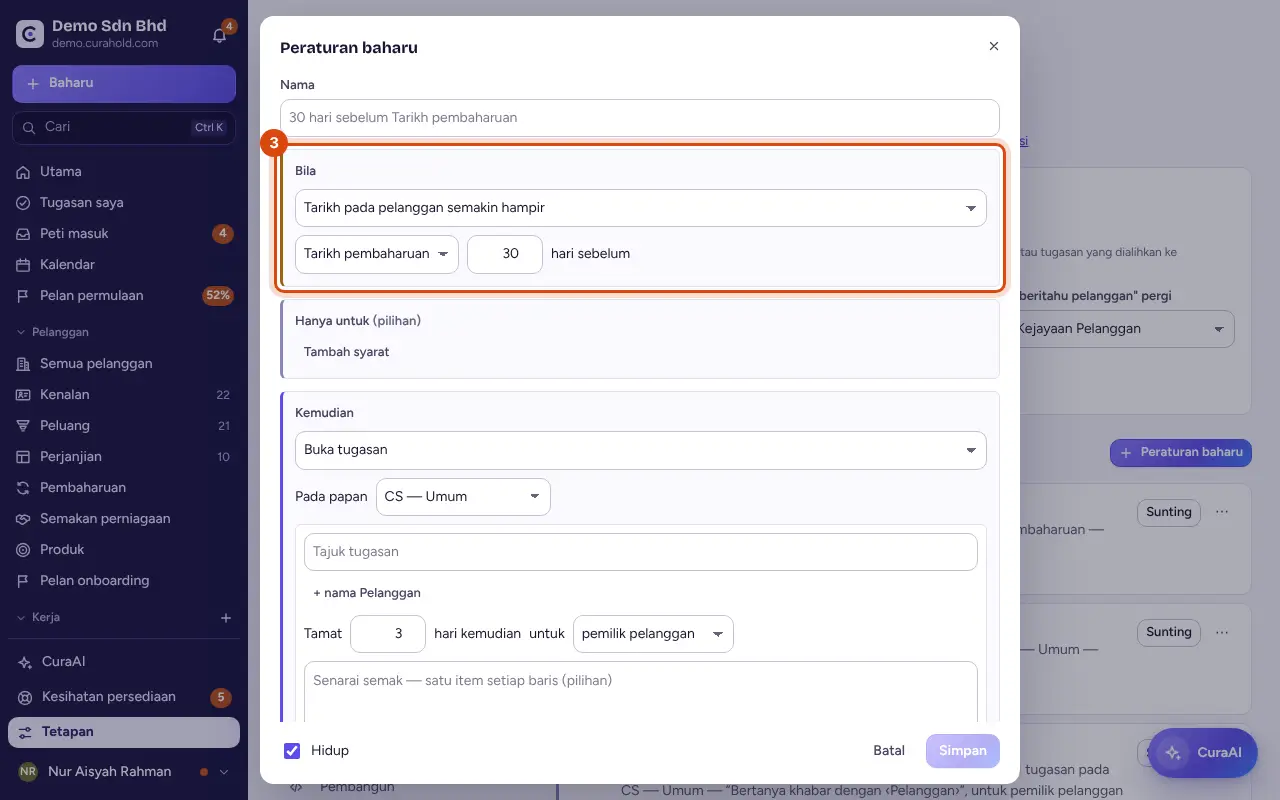 Demo Sdn Bhd
demo.curahold.com
4
Baharu
Cari
Ctrl K
Utama
Tugasan saya
Peti masuk
4
Kalendar
Pelan permulaan
52%
Pelanggan
Semua pelanggan
Kenalan
22
Peluang
21
Perjanjian
10
Pembaharuan
Semakan perniagaan
Produk
Pelan onboarding
Kerja
CuraAI
Kesihatan persediaan
5
Tetapan
NR
Nur Aisyah Rahman
Pembangun
Peraturan baharu
Nama
30 hari sebelum Tarikh pembaharuan
3
Bila
Tarikh pada pelanggan semakin hampir
Tarikh pembaharuan
30
hari sebelum
Hanya untuk (pilihan)
Tambah syarat
Kemudian
Buka tugasan
Pada papan
CS — Umum
Tajuk tugasan
+ nama Pelanggan
Tamat
3
hari kemudian
untuk
pemilik pelanggan
Senarai semak — satu item setiap baris (pilihan)
Hidup
Batal
Simpan
si
tau tugasan yang dialihkan ke
beritahu pelanggan" pergi
Kejayaan Pelanggan
Peraturan baharu
Sunting
mbaharuan —
Sunting
— Umum —
CuraAI
tugasan pada
CS — Umum — "Bertanya khabar dengan ‹Pelanggan›", untuk pemilik pelanggan